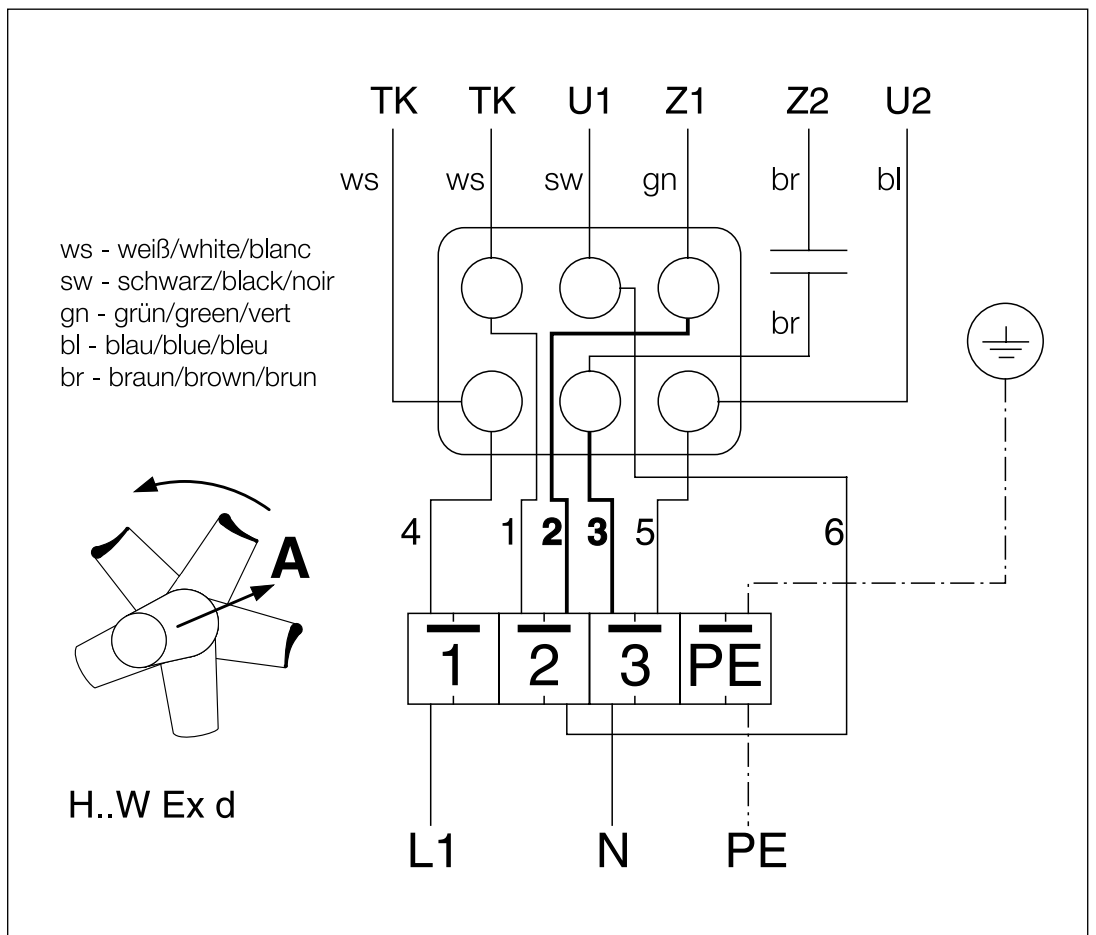 TK TK U1 Z1 Z2 U2
ws ws sw gn br bl
ws - weiß/white/blanc
sw - schwarz/black/noir
gn - grün/green/vert
bl - blau/blue/bleu
br - braun/brown/brun
br
4 1 2 3 5 6
A
1 2 3 PE
H..W Ex d
L1 N PE